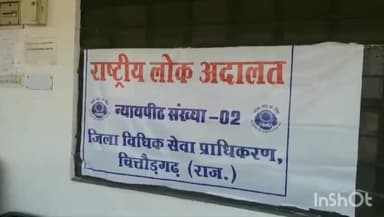 राष्ट्रीय लोक अदालत
न्यायपीठ संख्या -02
जिला विधिक सेवा प्राधिकरण,
चित्तौड़गढ़ (राज.)
InShOt